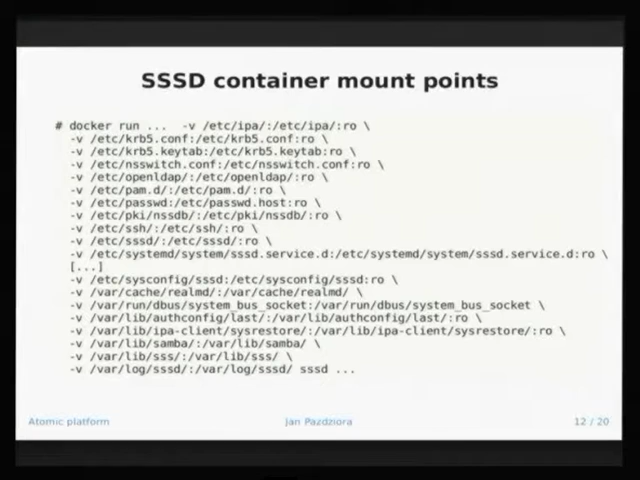 SSSD container mount points
# docker run ...  -v /etc/ipa/:/etc/ipa/:ro \
-v /etc/krb5.conf:/etc/krb5.conf:ro \
-v /etc/krb5.keytab:/etc/krb5.keytab:ro \
-v /etc/nsswitch.conf:/etc/nsswitch.conf:ro \
-v /etc/openldap/:/etc/openldap/:ro \
-v /etc/pam.d/:/etc/pam.d/:ro \
-v /etc/passwd:/etc/passwd.host:ro \
-v /etc/pki/nssdb/:/etc/pki/nssdb/:ro \
-v /etc/ssh/:/etc/ssh/:ro \
-v /etc/sssd/:/etc/sssd/:ro \
-v /etc/systemd/system/sssd.service.d:/etc/systemd/system/sssd.service.d:ro \
[...]
-v /etc/sysconfig/sssd:/etc/sysconfig/sssd:ro \
-v /var/cache/realmd/:/var/cache/realmd/ \
-v /var/run/dbus/system_bus_socket:/var/run/dbus/system_bus_socket \
-v /var/lib/authconfig/last/:/var/lib/authconfig/last/:ro \
-v /var/lib/ipa-client/sysrestore/:/var/lib/ipa-client/sysrestore/:ro \
-v /var/lib/samba/:/var/lib/samba/ \
-v /var/lib/sss/:/var/lib/sss/ \
-v /var/log/sssd/:/var/log/sssd/ sssd ...
Atomic platform
Jan Pazdziora
12 / 20